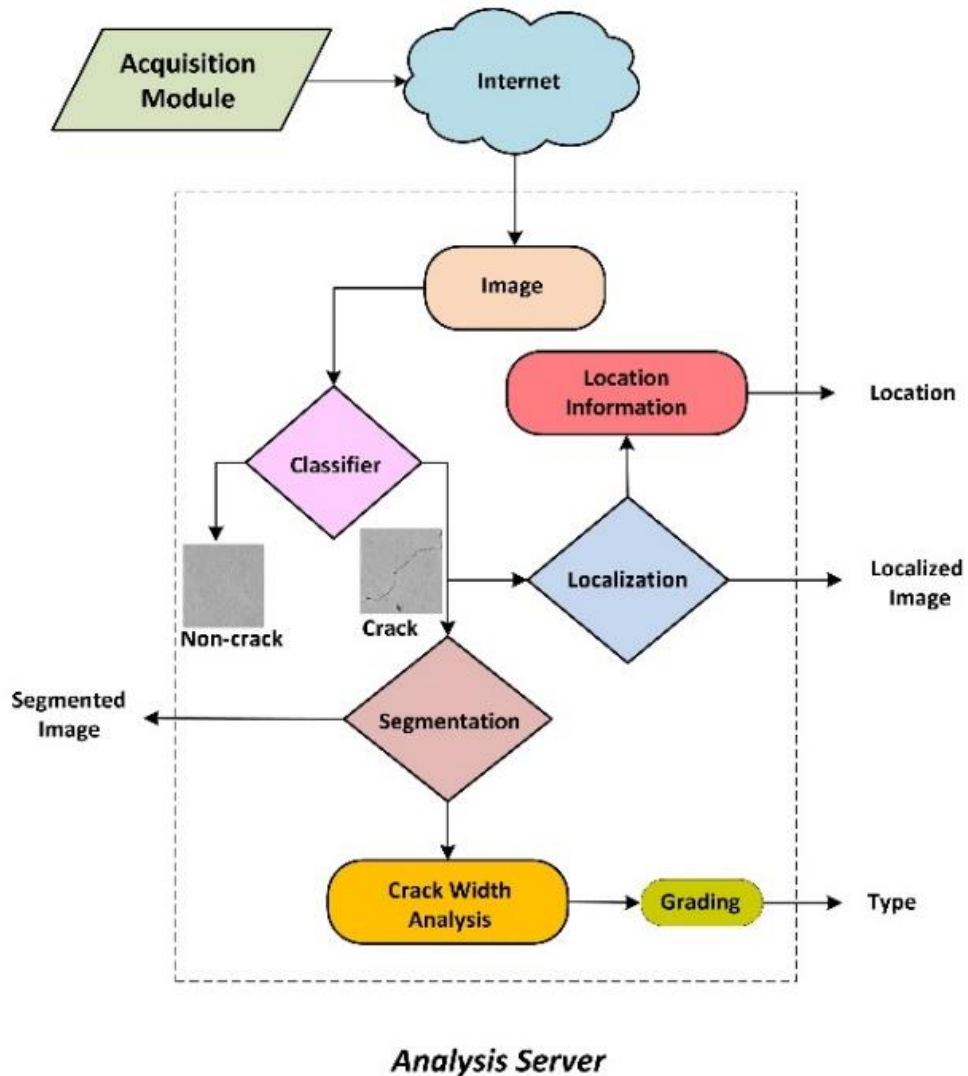 Acquisition
Module
Internet
Image
Location
Information
Location
Classifier
Localization
Localized
Image
Non-crack
Crack
Segmented
Image
Segmentation
Crack Width
Analysis
Grading
Type
Analysis Server